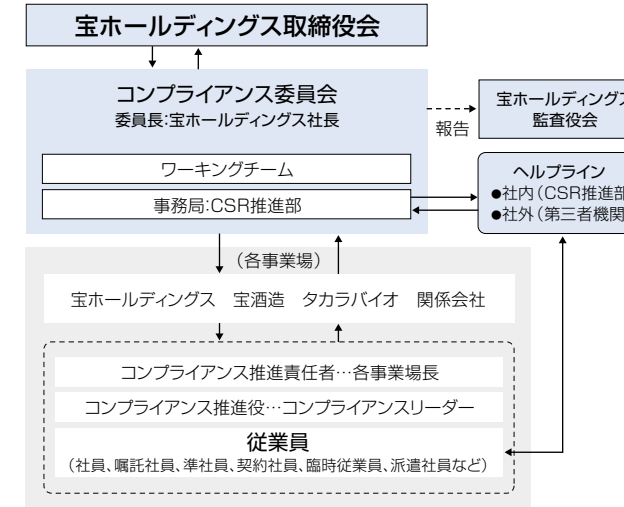 宝ホールディングス取締役会
コンプライアンス委員会
委員長:宝ホールディングス社長
報告
宝ホールディングス
監査役会
ワーキングチーム
事務局:CSR推進部
ヘルプライン
●社内(CSR推進部
●社外(第三者機関
(各事業場)
宝ホールディングス 宝酒造 タカラバイオ 関係会社
コンプライアンス推進責任者…各事業場長
コンプライアンス推進役…コンプライアンスリーダー
従業員
(社員、嘱託社員、準社員、契約社員、臨時従業員、派遣社員など)